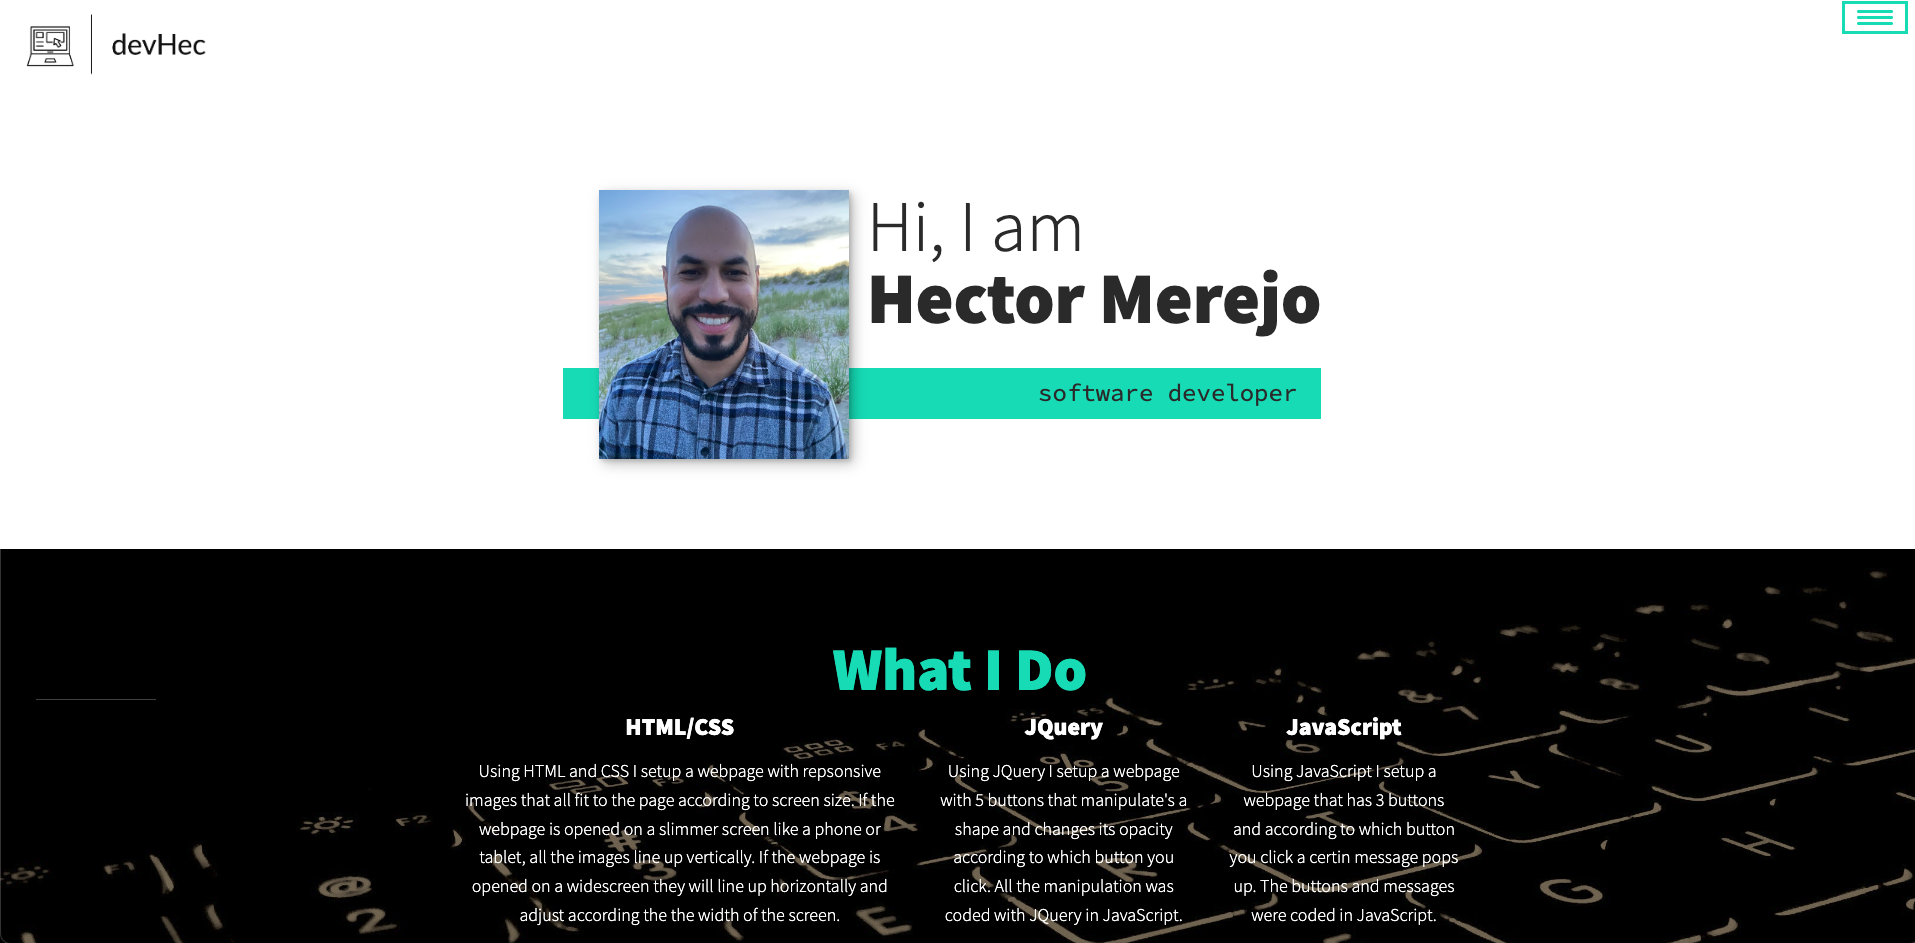 devHec
Hi, I am
Hector Merejo
software developer
What I Do
HTML/CSS
Using HTML and CSS I setup a webpage with repsonsive
images that all fit to the page according to screen size. If the
webpage is opened on a slimmer screen like a phone or
tablet, all the images line up vertically. If the webpage is
opened on a widescreen they will line up horizontally and
adjust according the the width of the screen.
JQuery
Using JQuery I setup a webpage
with 5 buttons that manipulate's a
shape and changes its opacity
according to which button you
click. All the manipulation was
coded with JQuery in JavaScript.
JavaScript
Using JavaScript I setup a
webpage that has 3 buttons
and according to which button
you click a certin message pops
up. The buttons and messages
were coded in JavaScript.
F1
F2
F4
@
2
#
3
E
R
%
Y
U
G
H